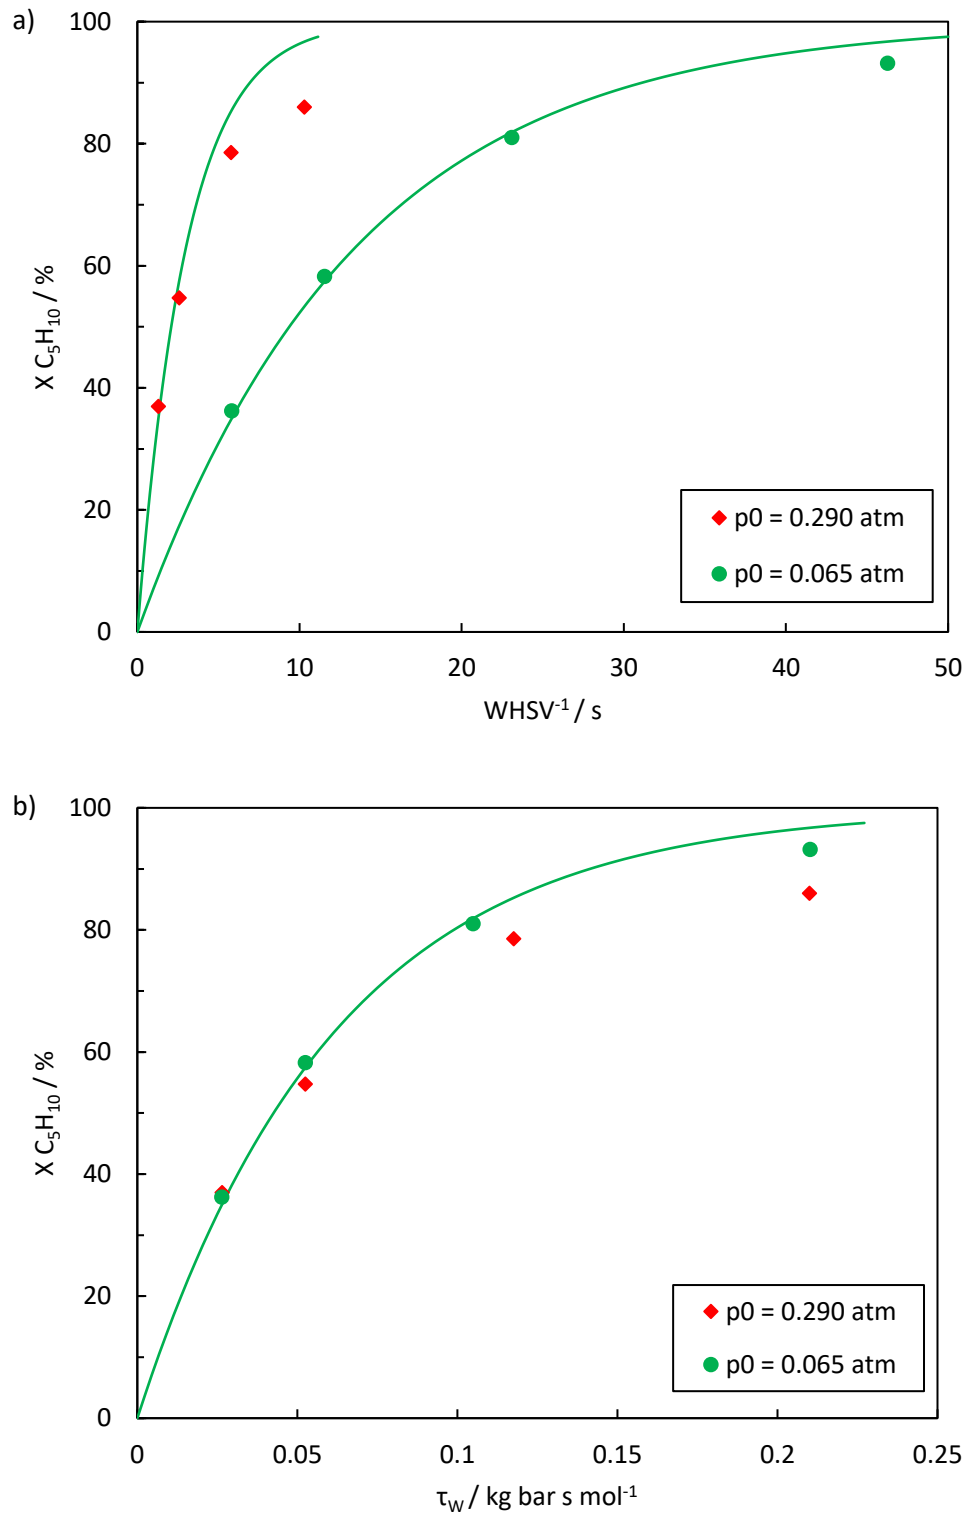 a)
100
80
60
40
20
0
X C₅H₁₀ / %
0 10 20 30 40 50
WHSV⁻¹ / s
p0 = 0.290 atm
p0 = 0.065 atm
b)
100
80
60
40
20
0
X C₅H₁₀ / %
0 0.05 0.1 0.15 0.2 0.25
τ_W / kg bar s mol⁻¹
p0 = 0.290 atm
p0 = 0.065 atm